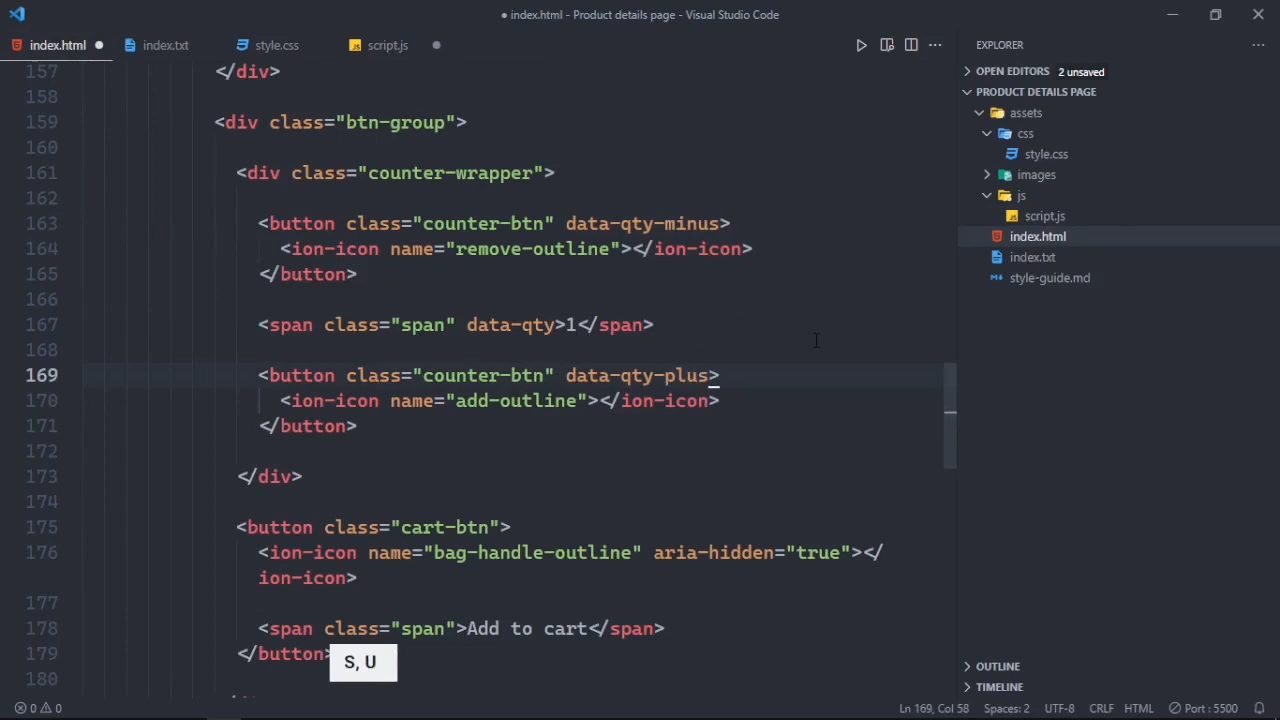 index.html - Product details page - Visual Studio Code
index.html
index.txt
style.css
JS script.js
EXPLORER
OPEN EDITORS 2 unsaved
PRODUCT DETAILS PAGE
assets
css
style.css
images
js
script.js
index.html
index.txt
style-guide.md
157 </div>
158
159 <div class="btn-group">
160
161 <div class="counter-wrapper">
162
163 <button class="counter-btn" data-qty-minus>
164 <ion-icon name="remove-outline"></ion-icon>
165 </button>
166
167 <span class="span" data-qty>1</span>
168
169 <button class="counter-btn" data-qty-plus>
170 <ion-icon name="add-outline"></ion-icon>
171 </button>
172
173 </div>
174
175 <button class="cart-btn">
176 <ion-icon name="bag-handle-outline" aria-hidden="true"></
ion-icon>
177
178 <span class="span">Add to cart</span>
179 </button>
180
S, U
OUTLINE
TIMELINE
0 0
Ln 169, Col 58 Spaces: 2 UTF-8 CRLF HTML Port : 5500